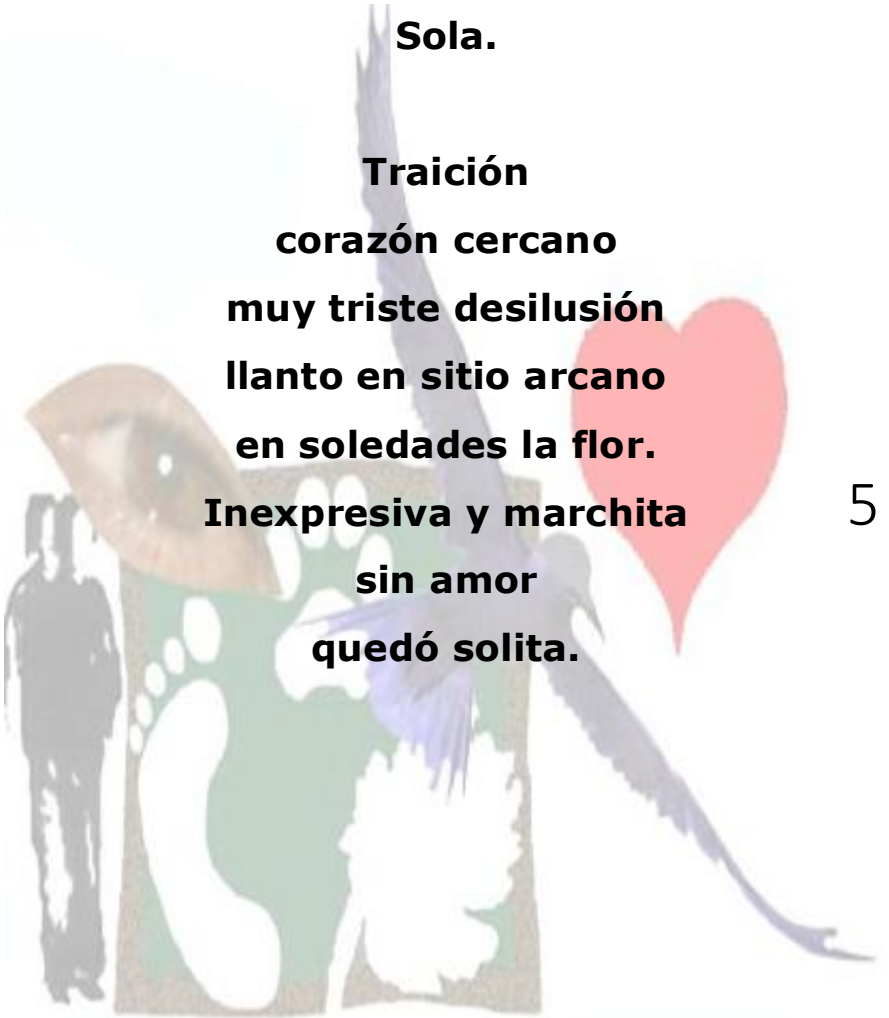 Sola.
Traición
corazón cercano
muy triste desilusión
llanto en sitio arcano
en soledades la flor.
Inexpresiva y marchita
5
sin amor
quedó solita.